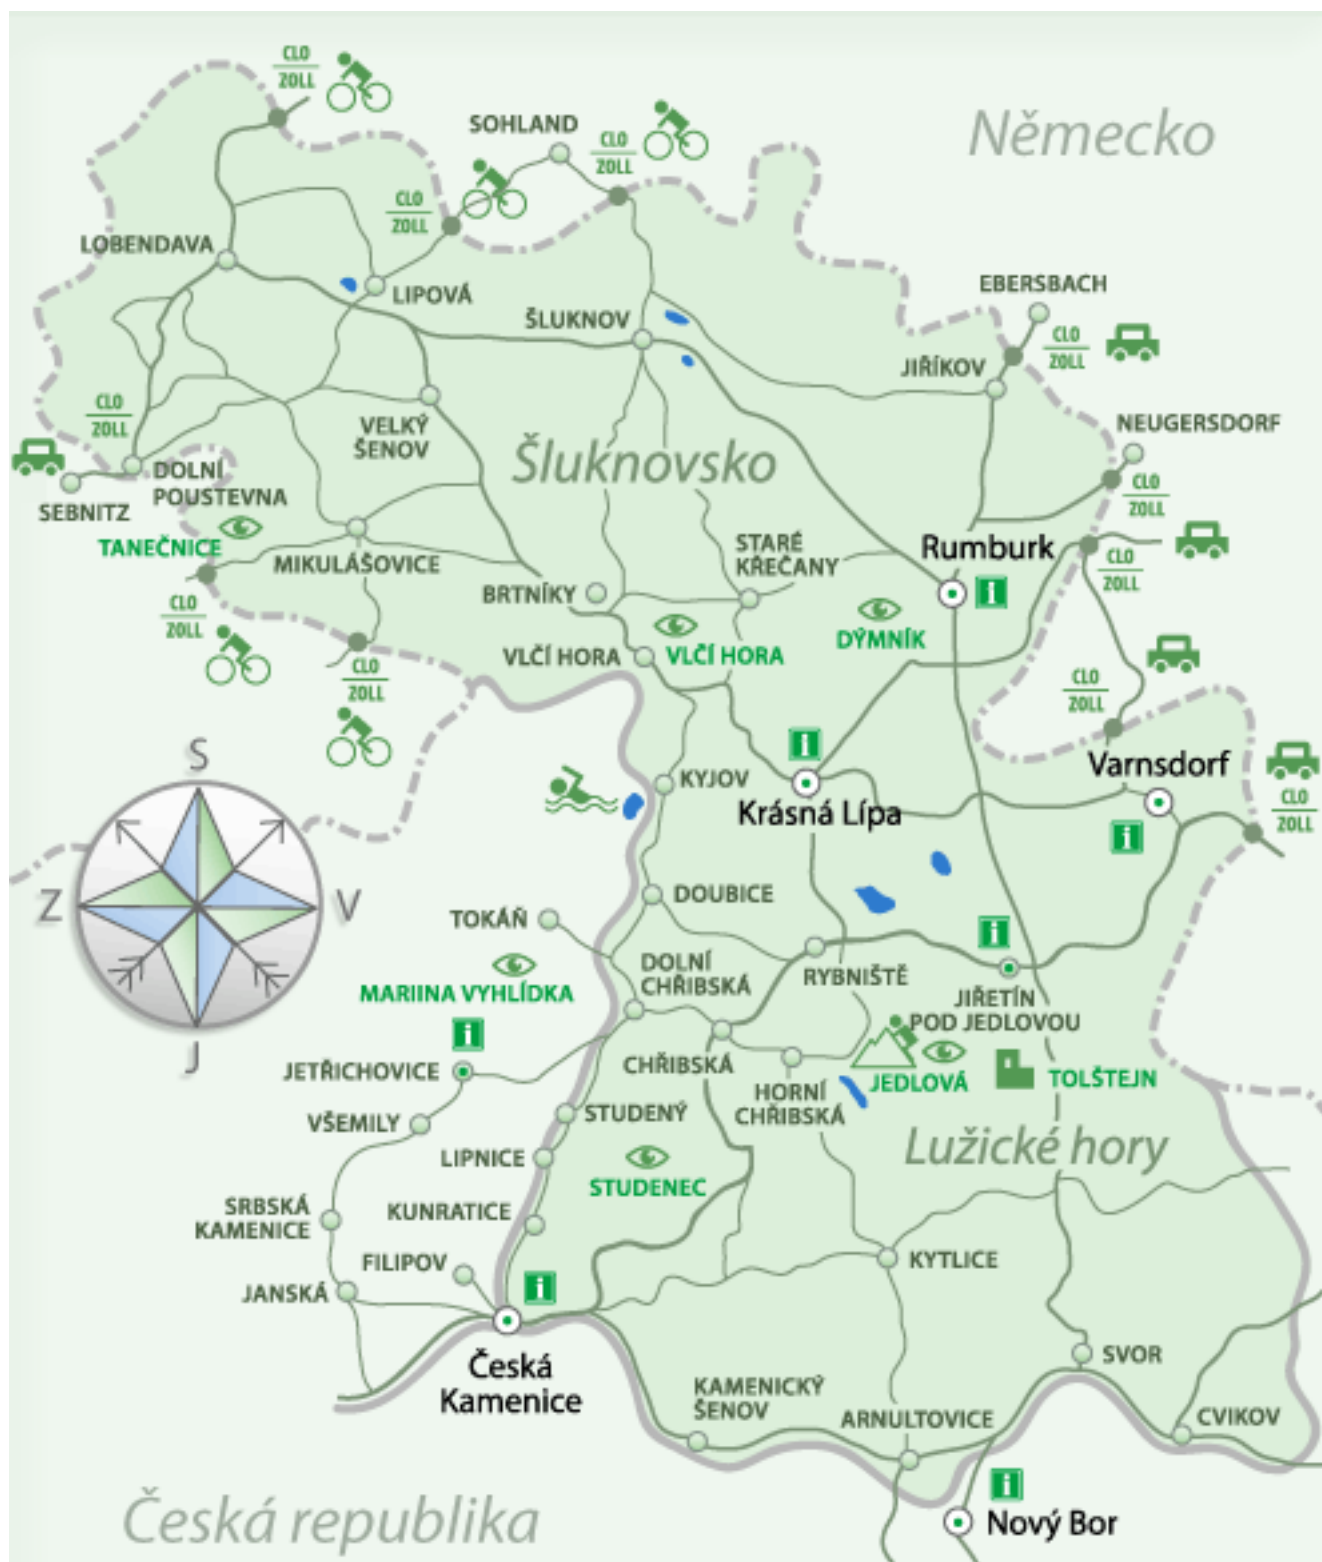 CLO
ZOLL
SOHLAND
CLO
ZOLL
Německo
CLO
ZOLL
LOBENDAVA
LIPOVÁ
EBERSBACH
ŠLUKNOV
CLO
ZOLL
JIŘÍKOV
CLO
ZOLL
VELKÝ
ŠENOV
NEUGERSDORF
Šluknovsko
DOLNÍ
POUSTEVNA
CLO
ZOLL
SEBNITZ
TANEČNICE
MIKULÁŠOVICE
STARÉ
KŘEČANY
Rumburk
i
CLO
ZOLL
BRTNÍKY
CLO
ZOLL
DÝMNÍK
VLČÍ HORA
VLČÍ HORA
CLO
ZOLL
CLO
ZOLL
S
i
KYJOV
Varnsdorf
Krásná Lípa
CLO
ZOLL
i
Z
V
DOUBICE
TOKÁŇ
i
DOLNÍ
CHŘIBSKÁ
RYBNIŠTĚ
MARIINA VYHLÍDKA
JIŘETÍN
POD JEDLOVOU
i
J
JETŘICHOVICE
CHŘIBSKÁ
JEDLOVÁ
TOLŠTEJN
HORNÍ
CHŘIBSKÁ
VŠEMILY
STUDENÝ
LIPNICE
Lužické hory
STUDENEC
SRBSKÁ
KAMENICE
KUNRATICE
FILIPOV
KYTLICE
JANSKÁ
i
SVOR
Česká
Kamenice
KAMENICKÝ
ŠENOV
ARNULTOVICE
CVIKOV
i
Česká republika
Nový Bor